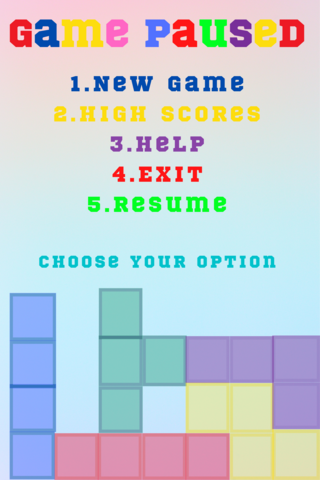 Game Paused
1.New Game
2.High Scores
3.Help
4.Exit
5.Resume
Choose your option